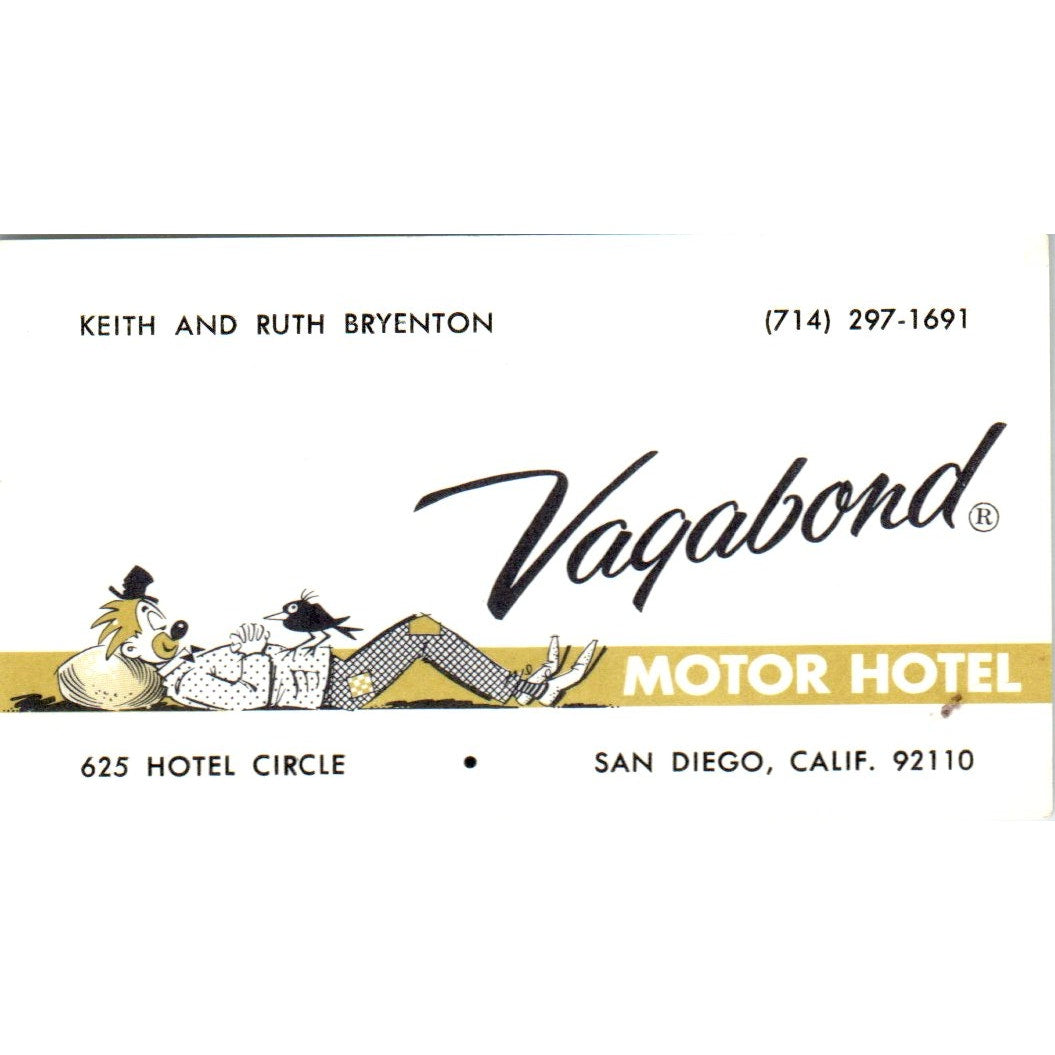 KEITH AND RUTH BRYENTON (714) 297-1691
Vagabond®
MOTOR HOTEL
625 HOTEL CIRCLE • SAN DIEGO, CALIF. 92110